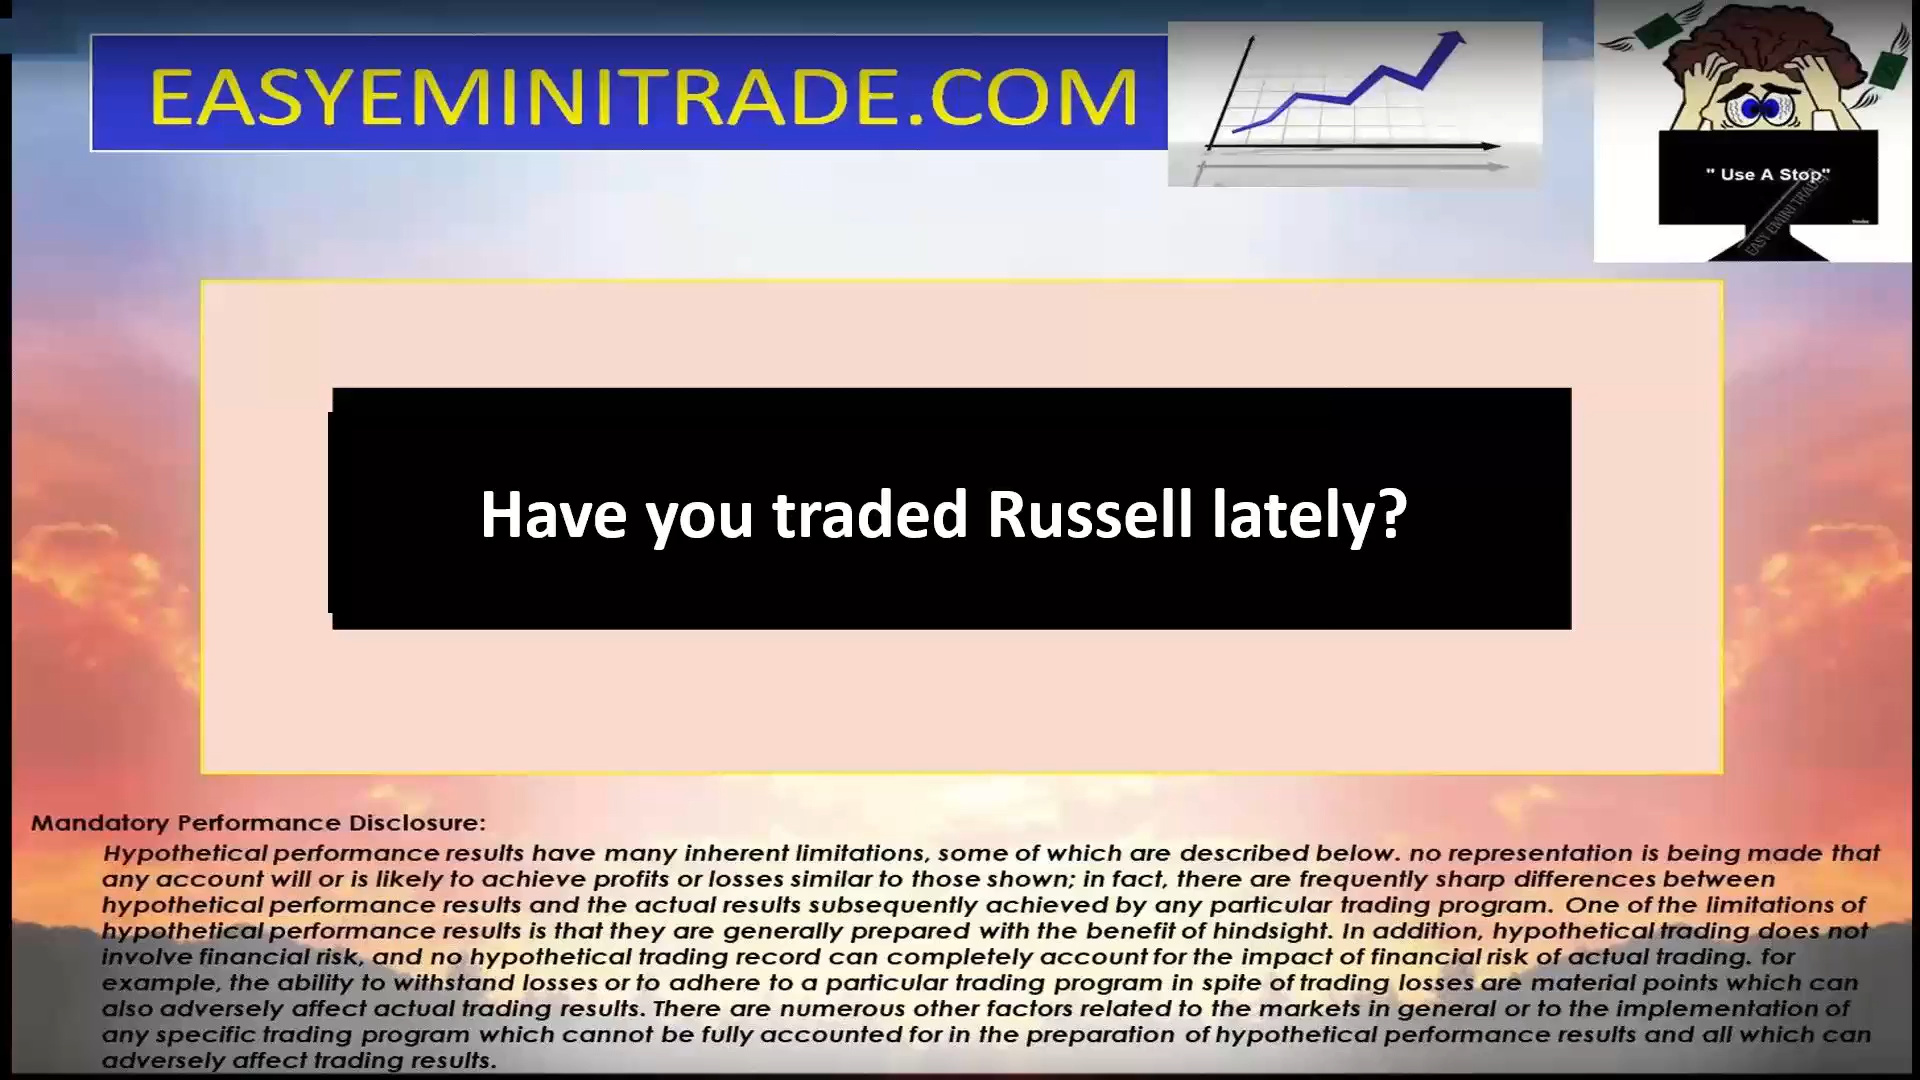 EASYEMINITRADE.COM
" Use A Stop"
EASY EMINI TRADE
Have you traded Russell lately?
Mandatory Performance Disclosure:
Hypothetical performance results have many inherent limitations, some of which are described below. no representation is being made that
any account will or is likely to achieve profits or losses similar to those shown; in fact, there are frequently sharp differences between
hypothetical performance results and the actual results subsequently achieved by any particular trading program. One of the limitations of
hypothetical performance results is that they are generally prepared with the benefit of hindsight. In addition, hypothetical trading does not
involve financial risk, and no hypothetical trading record can completely account for the impact of financial risk of actual trading. for
example, the ability to withstand losses or to adhere to a particular trading program in spite of trading losses are material points which can
also adversely affect actual trading results. There are numerous other factors related to the markets in general or to the implementation of
any specific trading program which cannot be fully accounted for in the preparation of hypothetical performance results and all which can
adversely affect trading results.